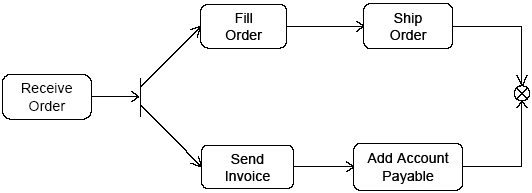 Receive
Order
Fill
Order
Ship
Order
Send
Invoice
Add Account
Payable